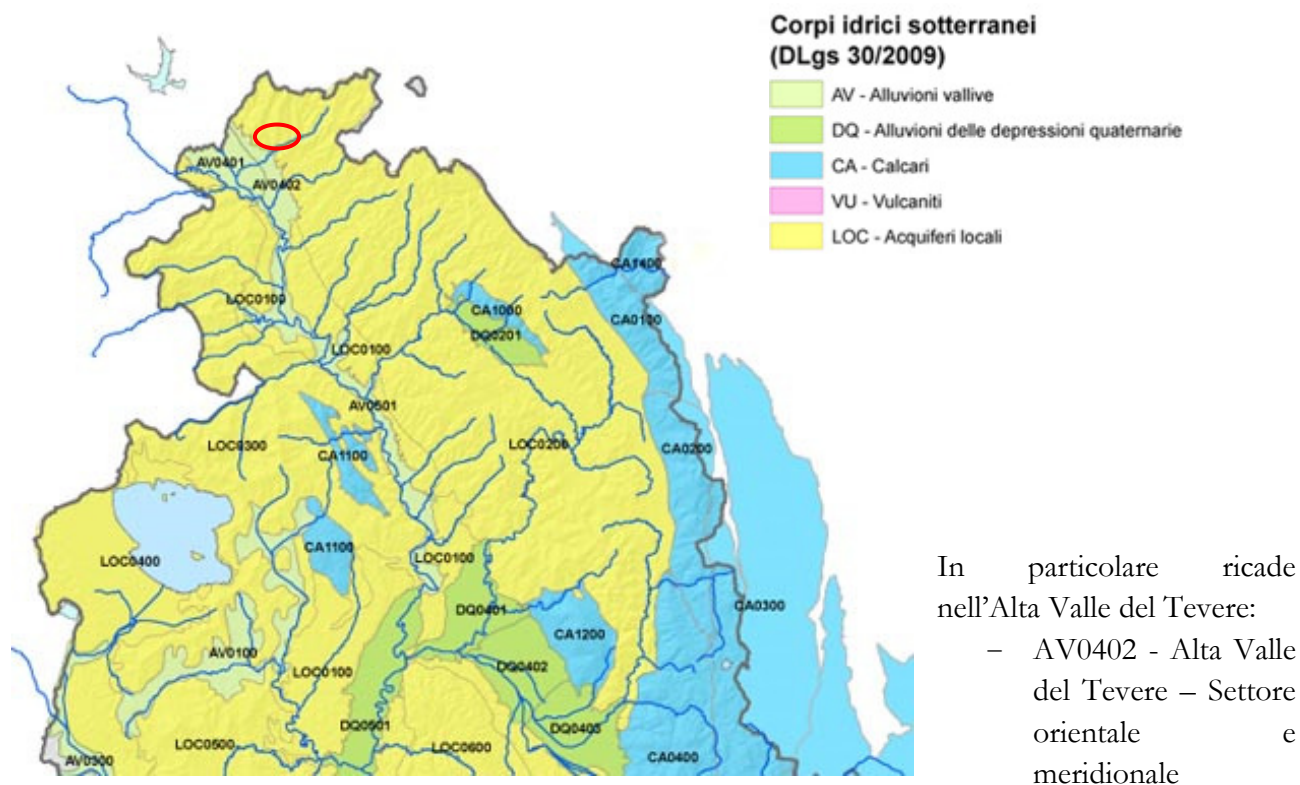 Corpi idrici sotterranei
(DLgs 30/2009)
AV - Alluvioni vallive
DQ - Alluvioni delle depressioni quaternarie
CA - Calcari
VU - Vulcaniti
LOC - Acquiferi locali
AV0401
AV0402
CA1400
LOC0100
CA1000
CA0100
DQ0201
LOC0100
AV0501
LOC0300
LOC0200
CA0200
CA1100
CA1100
LOC0400
LOC0100
CA0300
DQ0401
CA1200
AV0100
DQ0402
LOC0100
DQ0501
DQ0403
LOC0500
LOC0600
CA0400
AV0300
In particolare ricade
nell'Alta Valle del Tevere:
– AV0402 - Alta Valle
del Tevere – Settore
orientale e
meridionale